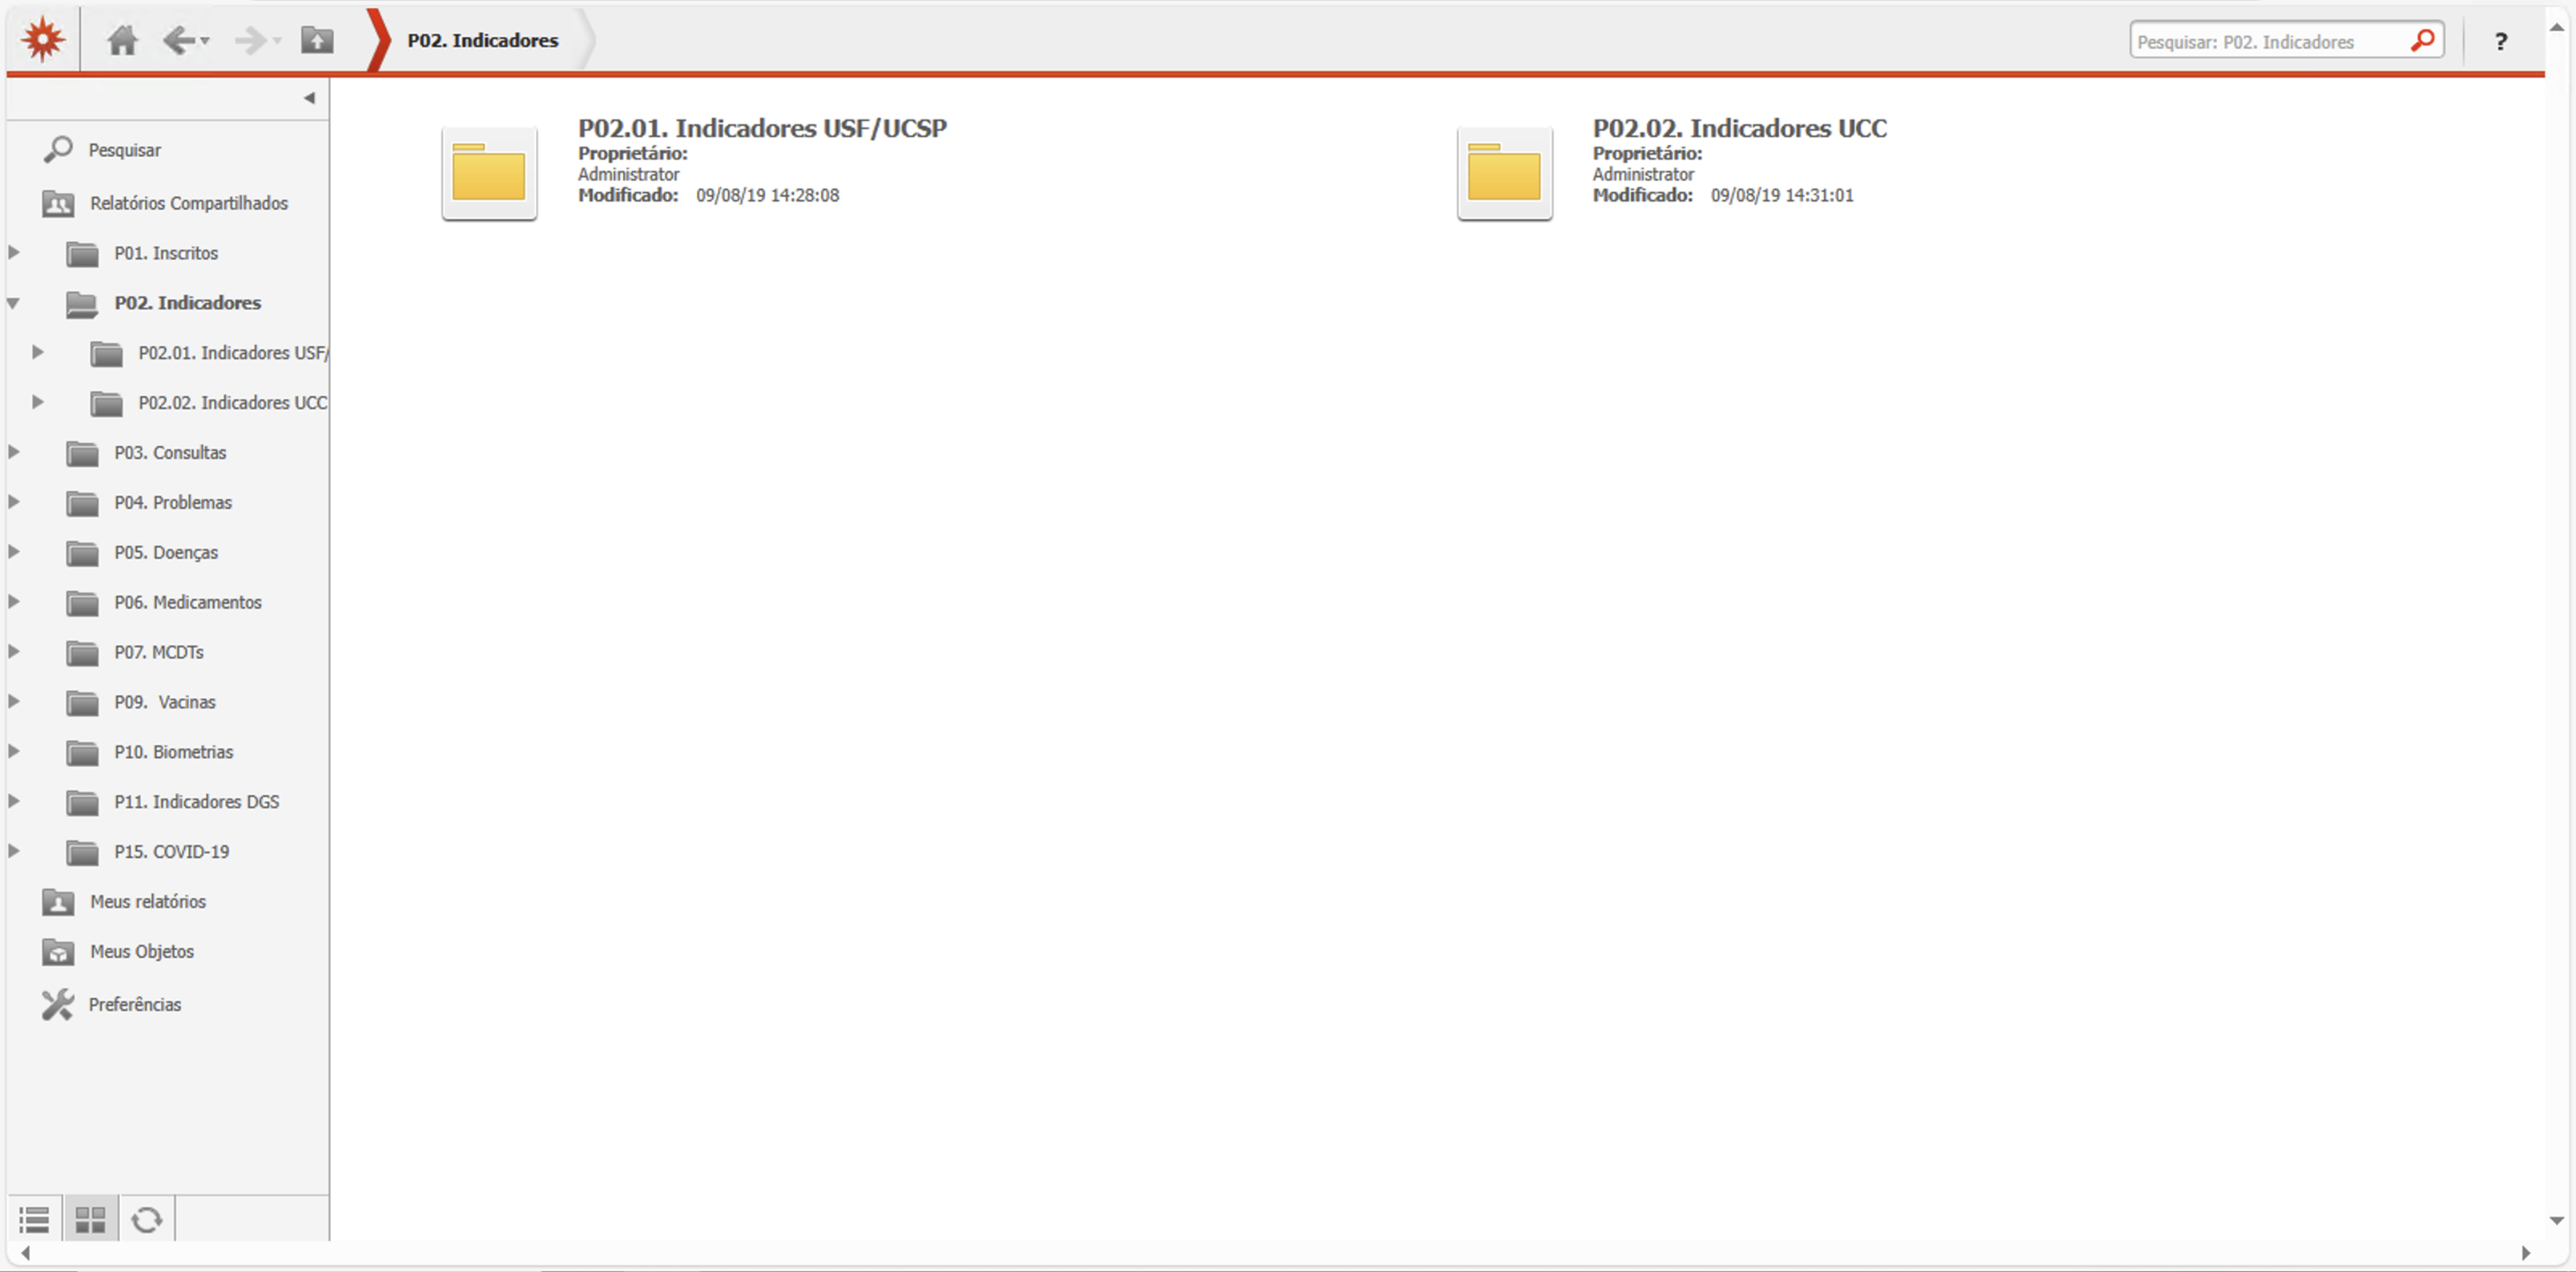 P02. Indicadores
Pesquisar: P02. Indicadores
?
Pesquisar
Relatórios Compartilhados
P01. Inscritos
P02. Indicadores
P02.01. Indicadores USF/
P02.02. Indicadores UCC
P03. Consultas
P04. Problemas
P05. Doenças
P06. Medicamentos
P07. MCDTs
P09. Vacinas
P10. Biometrias
P11. Indicadores DGS
P15. COVID-19
Meus relatórios
Meus Objetos
Preferências
P02.01. Indicadores USF/UCSP
Proprietário:
Administrator
Modificado: 09/08/19 14:28:08
P02.02. Indicadores UCC
Proprietário:
Administrator
Modificado: 09/08/19 14:31:01